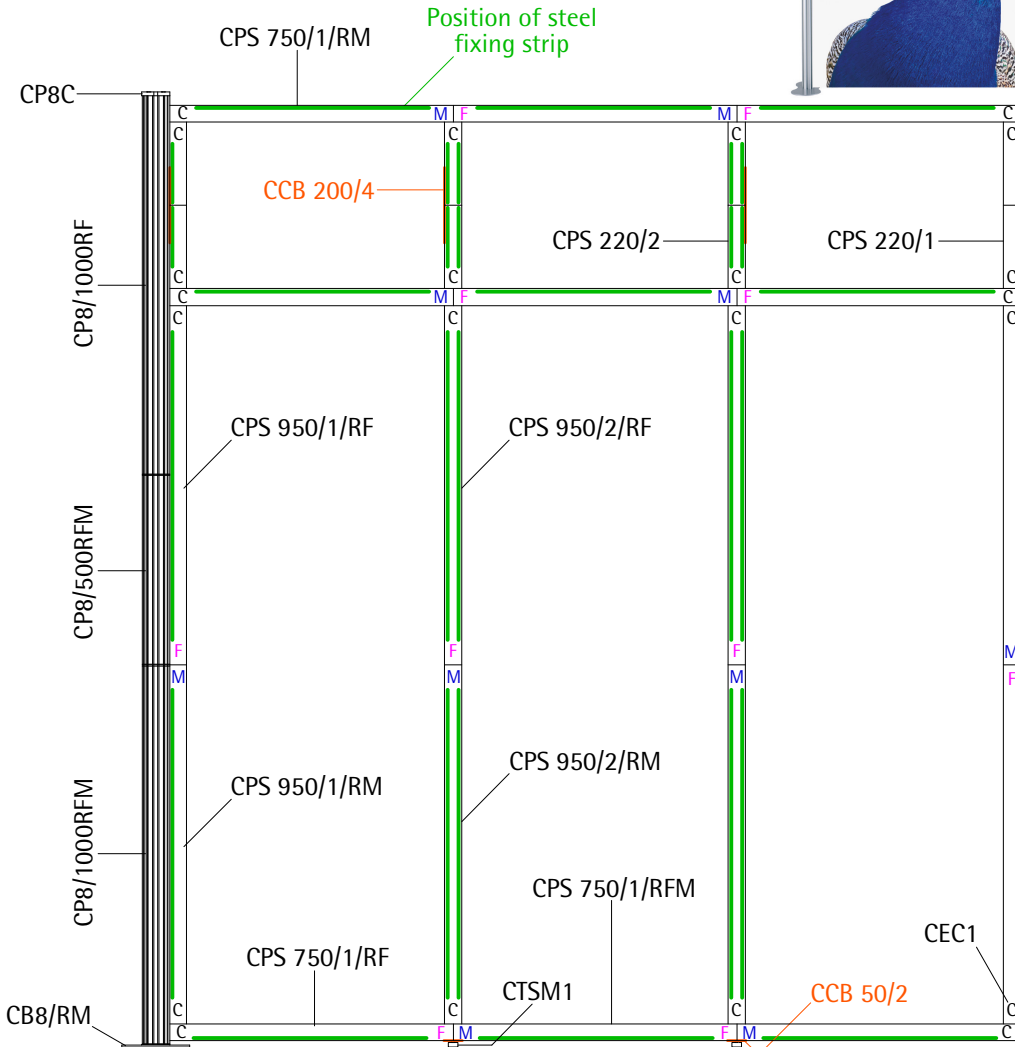 Position of steel
fixing strip
CPS 750/1/RM
CP8C
C M F M F C
C C C C
CCB 200/4
CP8/1000RF
CPS 220/2
CPS 220/1
C C C C
C M F M F C
C C C C
CPS 950/1/RF
CPS 950/2/RF
CP8/500RFM
F F F M
M M M F
CPS 950/2/RM
CPS 950/1/RM
CP8/1000RFM
CPS 750/1/RFM
CEC1
CPS 750/1/RF
CTSM1
CCB 50/2
CB8/RM
C C C C
C F M F M C